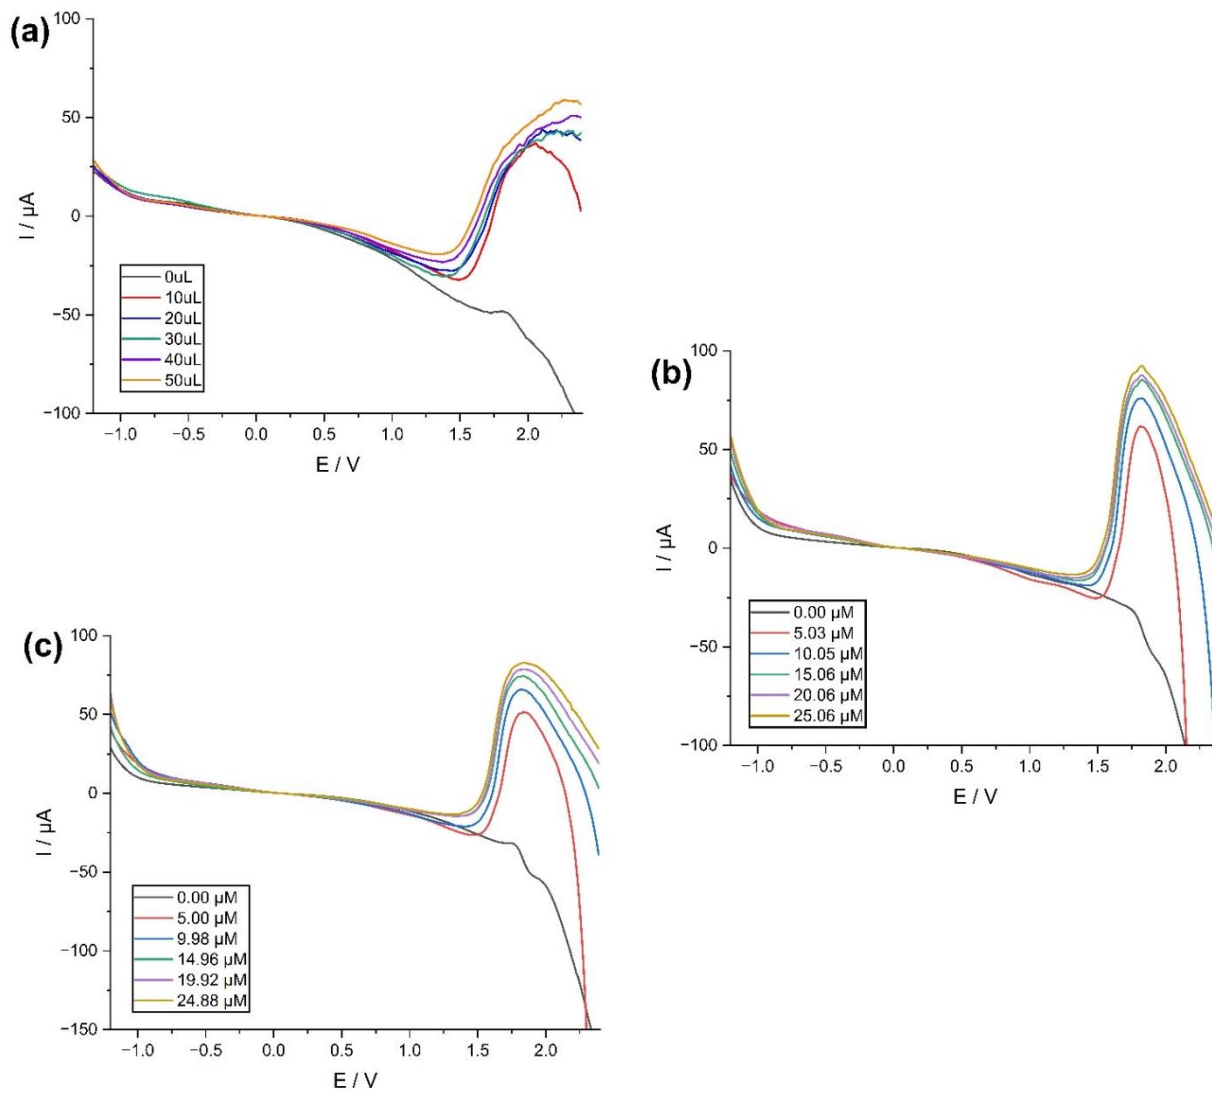 (a)
100
50
0
−50
−100
I / µA
0uL
10uL
20uL
30uL
40uL
50uL
−1.0 −0.5 0.0 0.5 1.0 1.5 2.0
E / V
(b)
100
50
0
−50
−100
I / µA
0.00 µM
5.03 µM
10.05 µM
15.06 µM
20.06 µM
25.06 µM
−1.0 −0.5 0.0 0.5 1.0 1.5 2.0
E / V
(c)
100
50
0
−50
−100
−150
I / µA
0.00 µM
5.00 µM
9.98 µM
14.96 µM
19.92 µM
24.88 µM
−1.0 −0.5 0.0 0.5 1.0 1.5 2.0
E / V